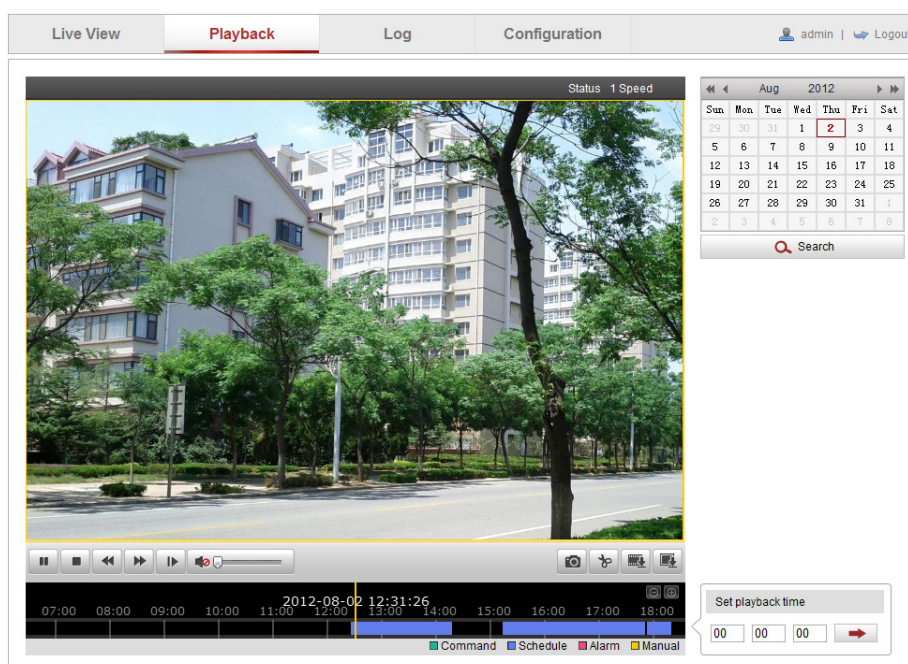 Live View Playback Log Configuration admin | Logout
Status 1 Speed
Aug 2012
Sun Mon Tue Wed Thu Fri Sat
29 30 31 1 2 3 4
5 6 7 8 9 10 11
12 13 14 15 16 17 18
19 20 21 22 23 24 25
26 27 28 29 30 31 1
2 3 4 5 6 7 8
Search
2012-08-02 12:31:26
07:00 08:00 09:00 10:00 11:00 12:00 13:00 14:00 15:00 16:00 17:00 18:00
Command Schedule Alarm Manual
Set playback time
00 00 00